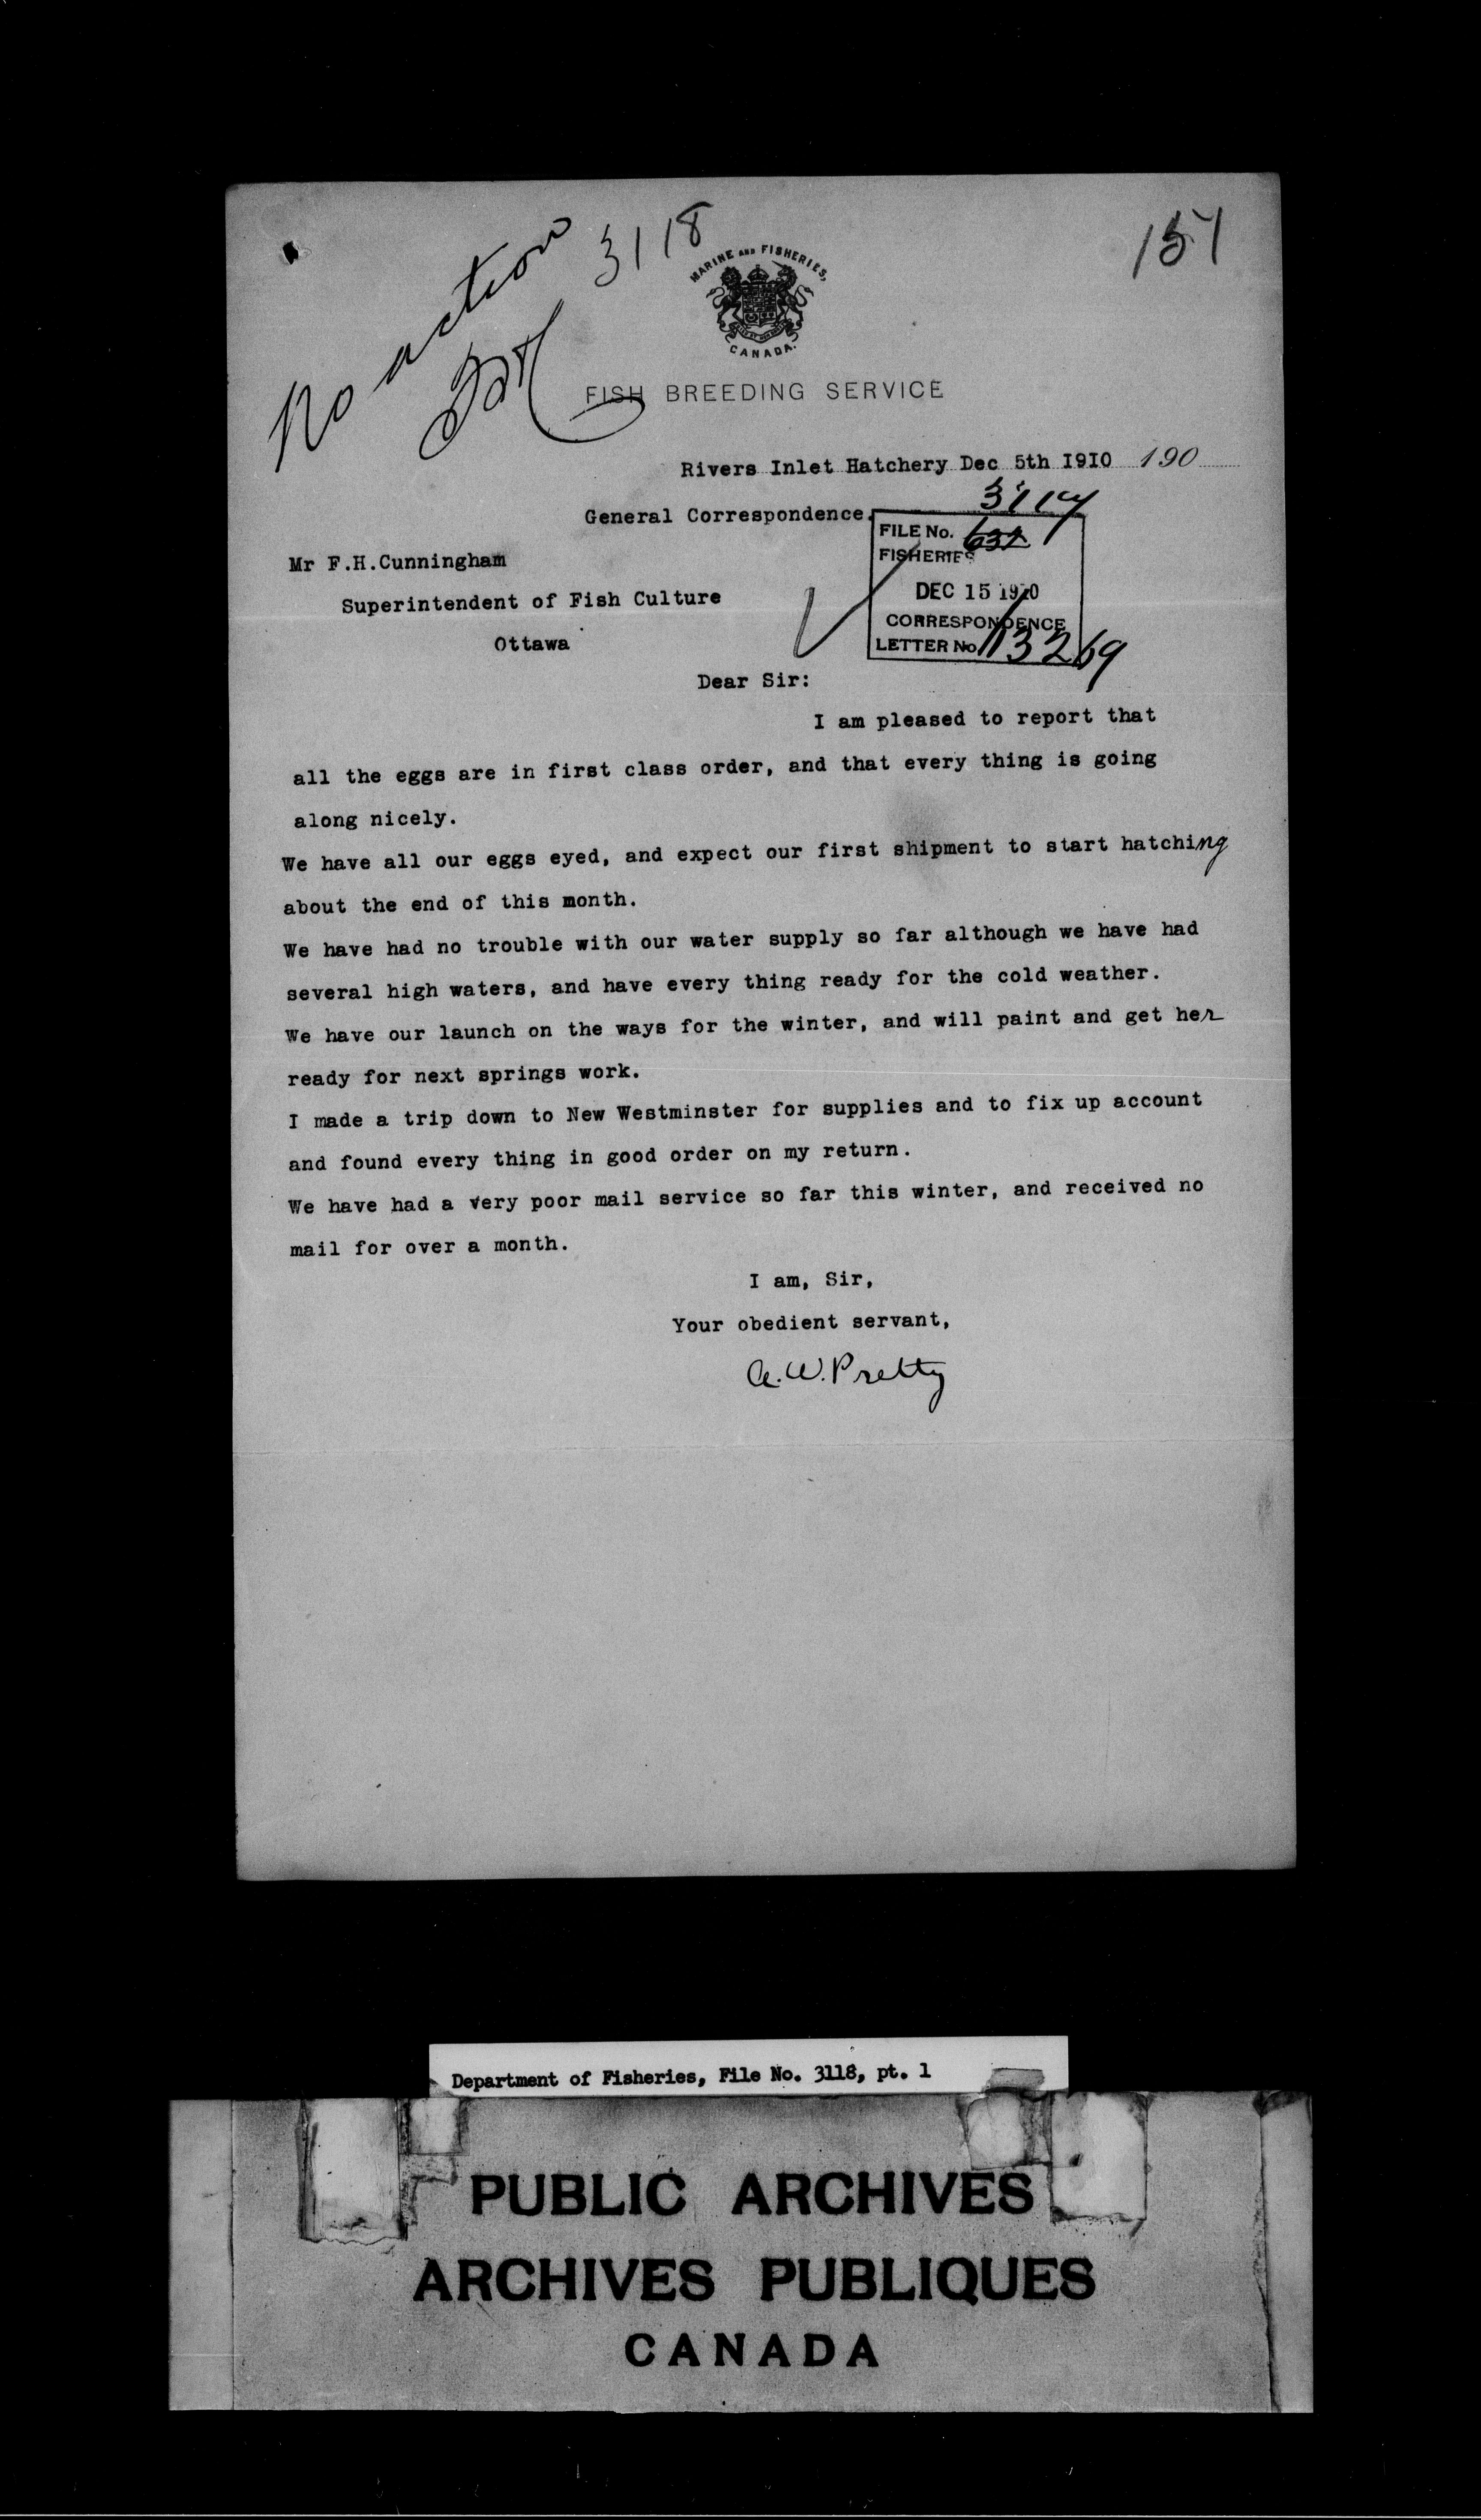 No action
3118
151
MARINE AND FISHERIES,
CANADA.
FISH BREEDING SERVICE
Rivers Inlet Hatchery Dec 5th I9I0 190
General Correspondence.
FILE No.
FISHERIES
DEC 15 1910
CORRESPONDENCE
LETTER No 113269
Mr F.H.Cunningham
Superintendent of Fish Culture
Ottawa
Dear Sir:
I am pleased to report that
all the eggs are in first class order, and that every thing is going
along nicely.
We have all our eggs eyed, and expect our first shipment to start hatching
about the end of this month.
We have had no trouble with our water supply so far although we have had
several high waters, and have every thing ready for the cold weather.
We have our launch on the ways for the winter, and will paint and get her
ready for next springs work.
I made a trip down to New Westminster for supplies and to fix up account
and found every thing in good order on my return.
We have had a very poor mail service so far this winter, and received no
mail for over a month.
I am, Sir,
Your obedient servant,
A.W.Pretty
Department of Fisheries, File No. 3118, pt. 1
PUBLIC ARCHIVES
ARCHIVES PUBLIQUES
CANADA